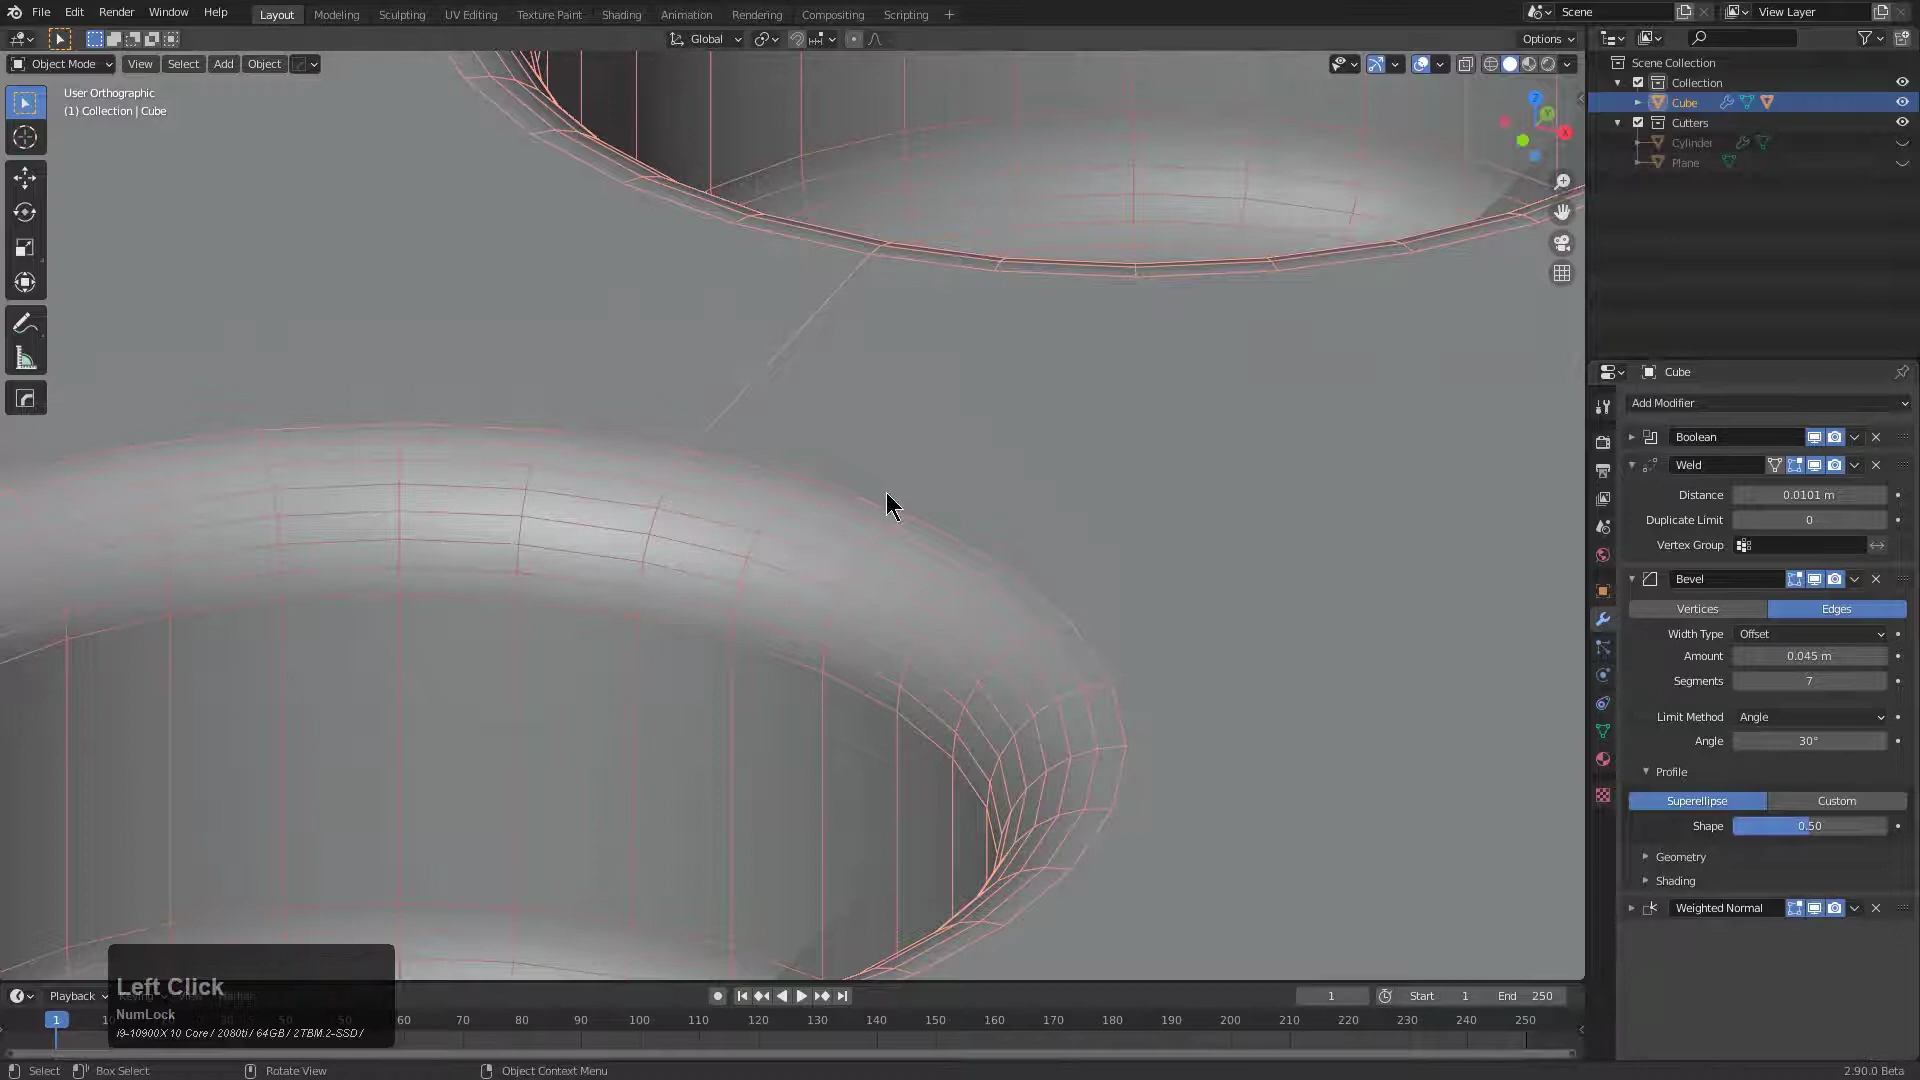 File Edit Render Window Help Layout Modeling Sculpting UV Editing Texture Paint Shading Animation Rendering Compositing Scripting + Scene View Layer
Global Options
Object Mode View Select Add Object
User Orthographic
(1) Collection | Cube
Z
Y
X
Scene Collection
Collection
Cube
Cutters
Cylinder
Plane
Cube
Add Modifier
Boolean
Weld
Distance 0.0101 m
Duplicate Limit 0
Vertex Group
Bevel
Vertices Edges
Width Type Offset
Amount 0.045 m
Segments 7
Limit Method Angle
Angle 30°
Profile
Superellipse Custom
Shape 0.50
Geometry
Shading
Weighted Normal
Left Click
NumLock
i9-10900X 10 Core / 2080ti / 64GB / 2TBM.2-SSD /
Playback 1 Start 1 End 250
1 60 70 80 90 100 110 120 130 140 150 160 170 180 190 200 210 220 230 240 250
Select Box Select Rotate View Object Context Menu 2.90.0 Beta